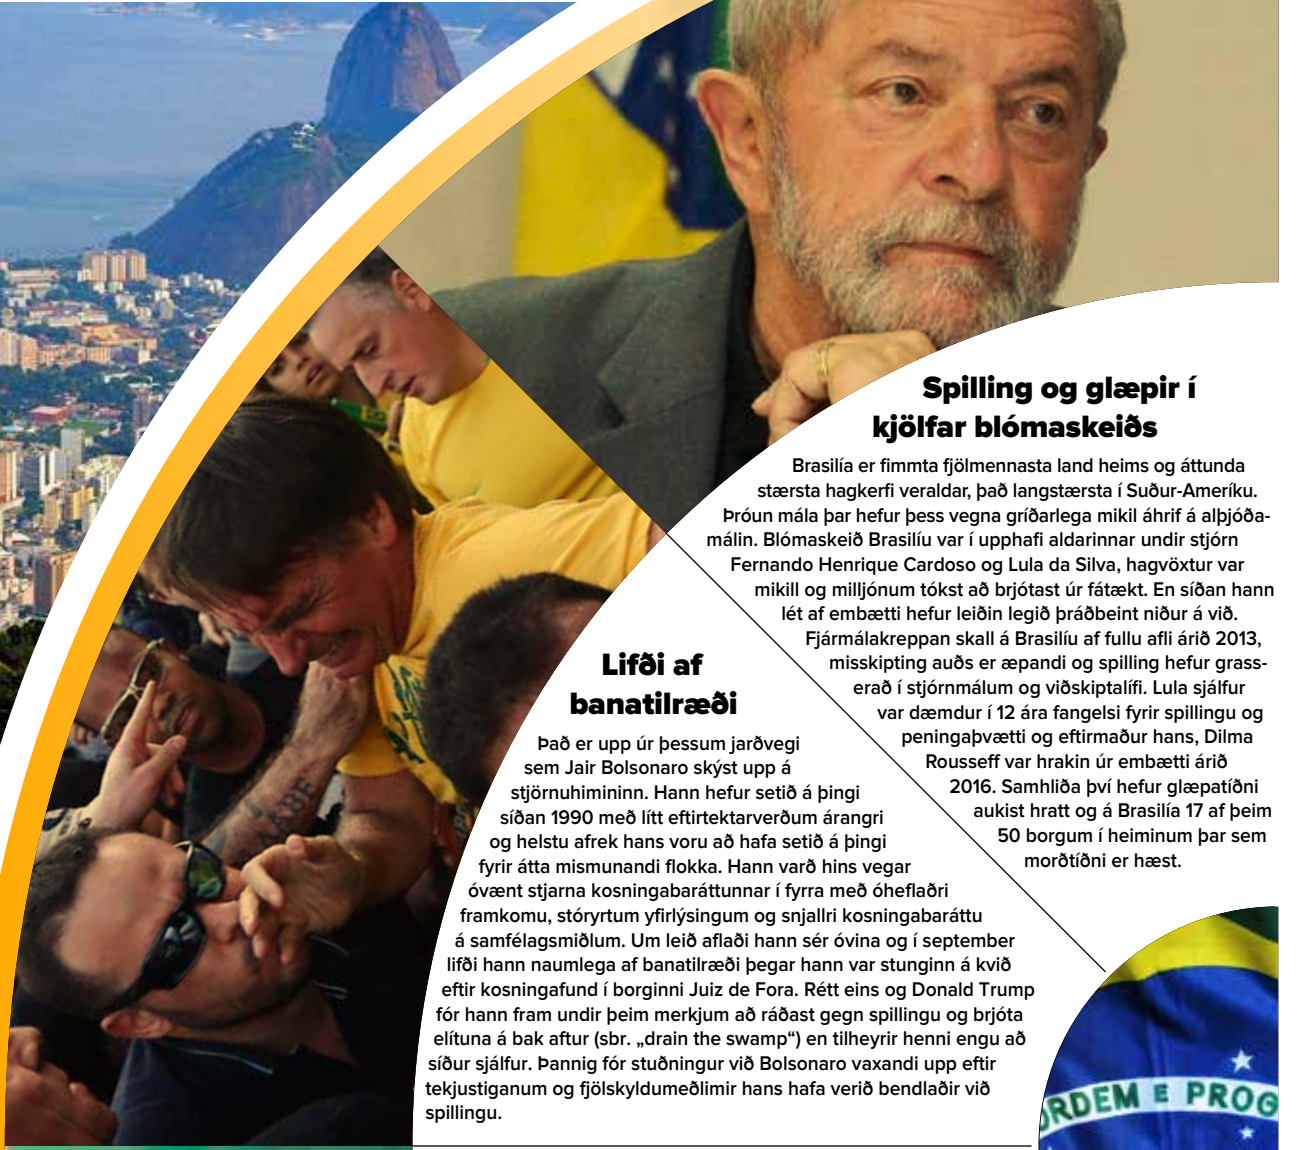 Spilling og glæpir í
kjölfar blómaskeiðs
Brasilía er fimmta fjölmennasta land heims og áttunda
stærsta hagkerfi veraldar, það langstærsta í Suður-Ameríku.
Þróun mála þar hefur þess vegna gríðarlega mikil áhrif á alþjóða-
málin. Blómaskeið Brasilíu var í upphafi aldarinnar undir stjórn
Fernando Henrique Cardoso og Lula da Silva, hagvöxtur var
mikill og milljónum tókst að brjótast úr fátækt. En síðan hann
lét af embætti hefur leiðin legið þráðbeint niður á við.
Fjármálakreppan skall á Brasilíu af fullu afli árið 2013,
misskipting auðs er æpandi og spilling hefur grass-
erað í stjórnmálum og viðskiptalífi. Lula sjálfur
var dæmdur í 12 ára fangelsi fyrir spillingu og
peningaþvætti og eftirmaður hans, Dilma
Rousseff var hrakin úr embætti árið
2016. Samhliða því hefur glæpatíðni
aukist hratt og á Brasilía 17 af þeim
50 borgum í heiminum þar sem
morðtíðni er hæst.
Lifði af
banatilræði
Það er upp úr þessum jarðvegi
sem Jair Bolsonaro skýst upp á
stjörnuhimininn. Hann hefur setið á þingi
síðan 1990 með lítt eftirtektarverðum árangri
og helstu afrek hans voru að hafa setið á þingi
fyrir átta mismunandi flokka. Hann varð hins vegar
óvænt stjarna kosningabaráttunnar í fyrra með óheflaðri
framkomu, stóryrtum yfirlýsingum og snjallri kosningabaráttu
á samfélagsmiðlum. Um leið aflaði hann sér óvina og í september
lifði hann naumlega af banatilræði þegar hann var stunginn á kvið
eftir kosningafund í borginni Juiz de Fora. Rétt eins og Donald Trump
fór hann fram undir þeim merkjum að ráðast gegn spillingu og brjóta
elítuna á bak aftur (sbr. „drain the swamp“) en tilheyrir henni engu að
síður sjálfur. Þannig fór stuðningur við Bolsonaro vaxandi upp eftir
tekjustiganum og fjölskyldumeðlimir hans hafa verið bendlaðir við
spillingu.
ORDEM E PROG